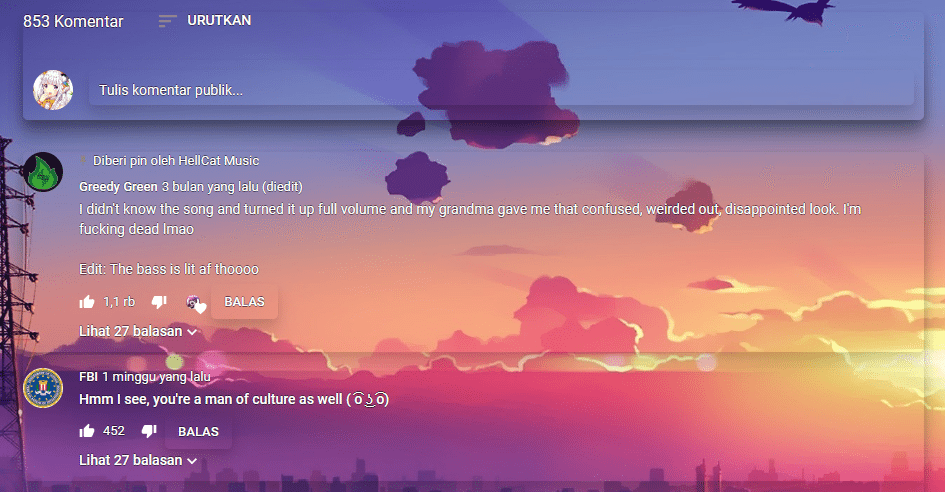 853 Komentar URUTKAN
Tulis komentar publik...
Diberi pin oleh HellCat Music
Greedy Green 3 bulan yang lalu (diedit)
I didn't know the song and turned it up full volume and my grandma gave me that confused, weirded out, disappointed look. I'm
fucking dead lmao
Edit: The bass is lit af thoooo
1,1 rb BALAS
Lihat 27 balasan
FBI 1 minggu yang lalu
Hmm I see, you're a man of culture as well ( ͡o ͜ʖ ͡o)
452 BALAS
Lihat 27 balasan